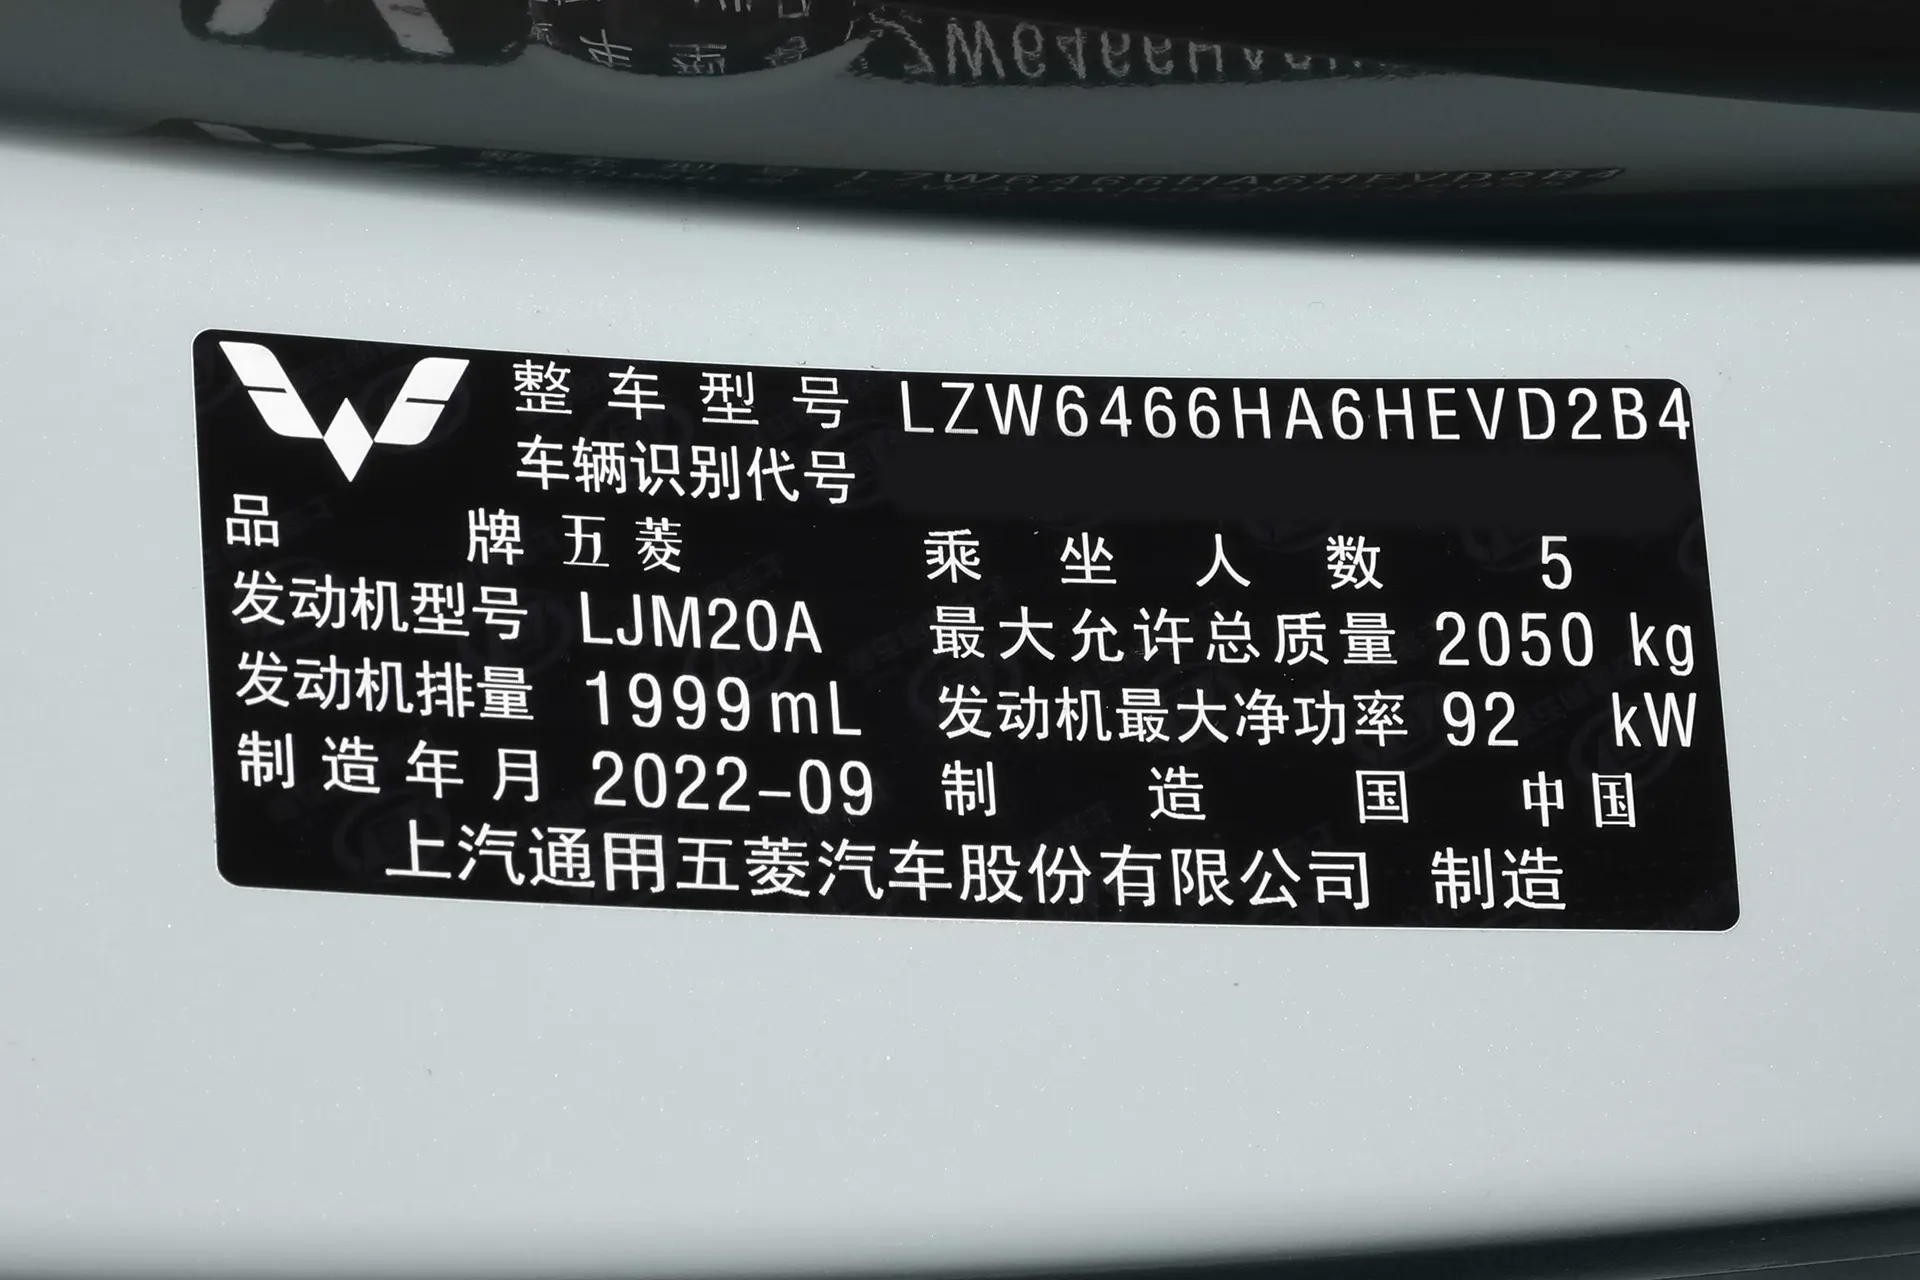 整车型号 LZW6466HA6HEVD2B4
车辆识别代号
品牌 五菱 乘坐人数 5
发动机型号 LJM20A 最大允许总质量 2050 kg
发动机排量 1999mL 发动机最大净功率 92 kW
制造年月 2022-09 制造国 中国
上汽通用五菱汽车股份有限公司 制造